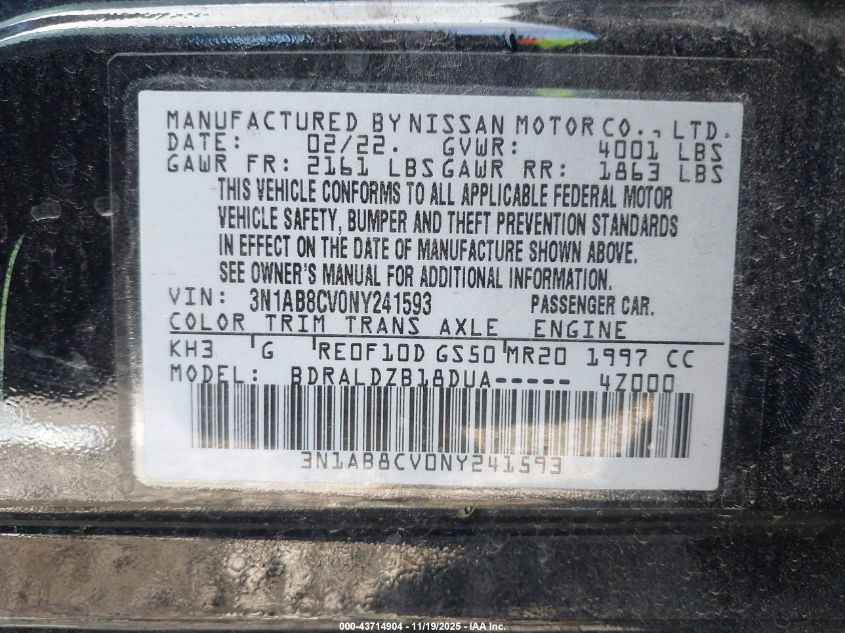 MANUFACTURED BY NISSAN MOTOR CO., LTD.
DATE: 02/22. GVWR: 4001 LBS
GAWR FR: 2161 LBS GAWR RR: 1863 LBS
THIS VEHICLE CONFORMS TO ALL APPLICABLE FEDERAL MOTOR
VEHICLE SAFETY, BUMPER AND THEFT PREVENTION STANDARDS
IN EFFECT ON THE DATE OF MANUFACTURE SHOWN ABOVE.
SEE OWNER'S MANUAL FOR ADDITIONAL INFORMATION.
VIN: 3N1AB8CV0NY241593 PASSENGER CAR.
COLOR TRIM TRANS AXLE ENGINE
KH3 G RE0F10D GS50 MR20 1997 CC
MODEL: BDRALDZB18DUA----- 4Z000
3N1AB8CV0NY241593
000-43714904 - 11/19/2025 - IAA Inc.